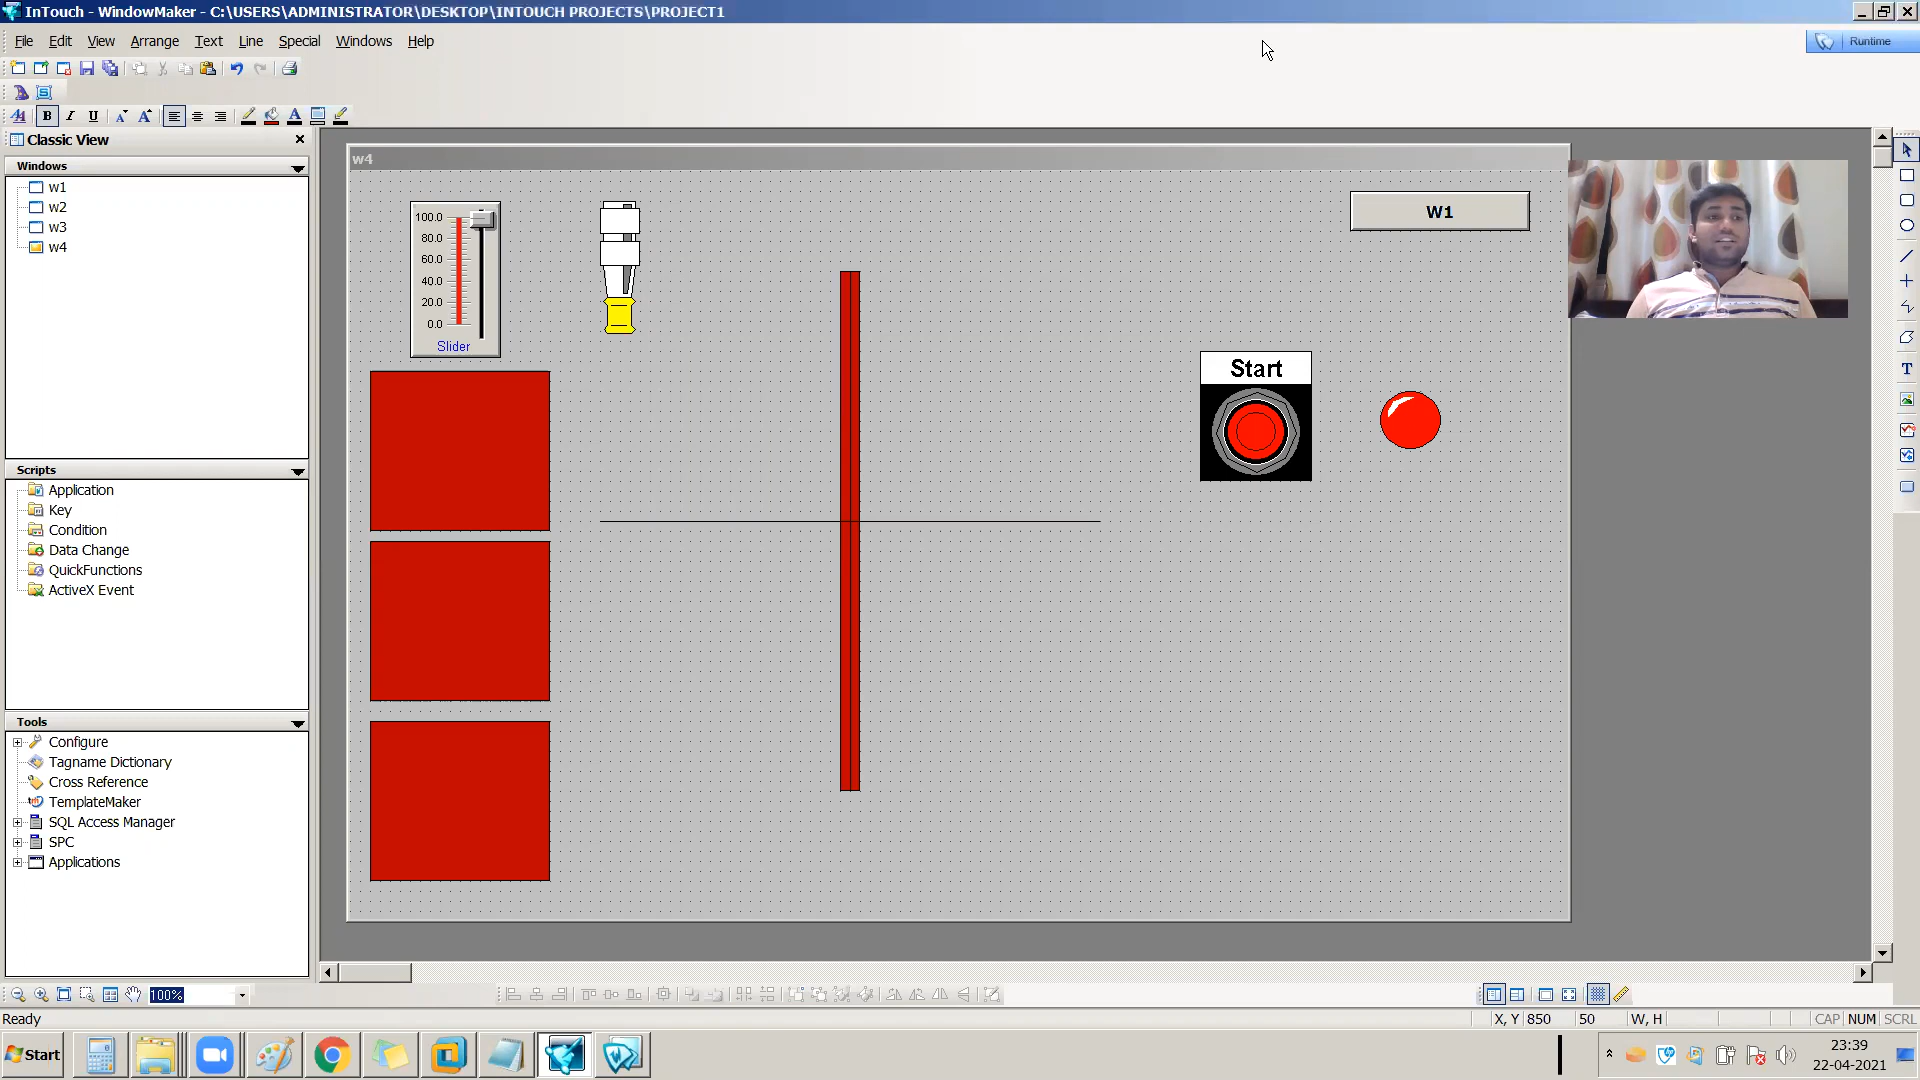 InTouch - WindowMaker - C:\USERS\ADMINISTRATOR\DESKTOP\INTOUCH PROJECTS\PROJECT1
File Edit View Arrange Text Line Special Windows Help
Runtime
Classic View
Windows
w1
w2
w3
w4
Scripts
Application
Key
Condition
Data Change
QuickFunctions
ActiveX Event
Tools
Configure
Tagname Dictionary
Cross Reference
TemplateMaker
SQL Access Manager
SPC
Applications
w4
100.0
80.0
60.0
40.0
20.0
0.0
Slider
W1
Start
100%
Ready
X, Y 850 50 W, H CAP NUM SCRL
Start
23:39
22-04-2021